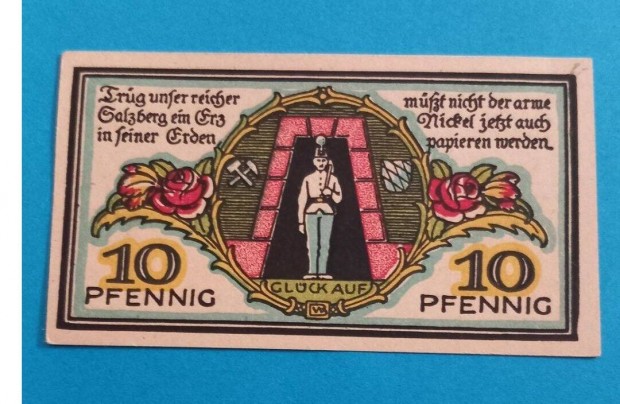 Trüg unser reicher
Salzberg ein Erz
in seiner Erden
müßt nicht der arme
Nickel jetzt auch
papieren werden
10
PFENNIG
GLÜCK AUF
W
10
PFENNIG